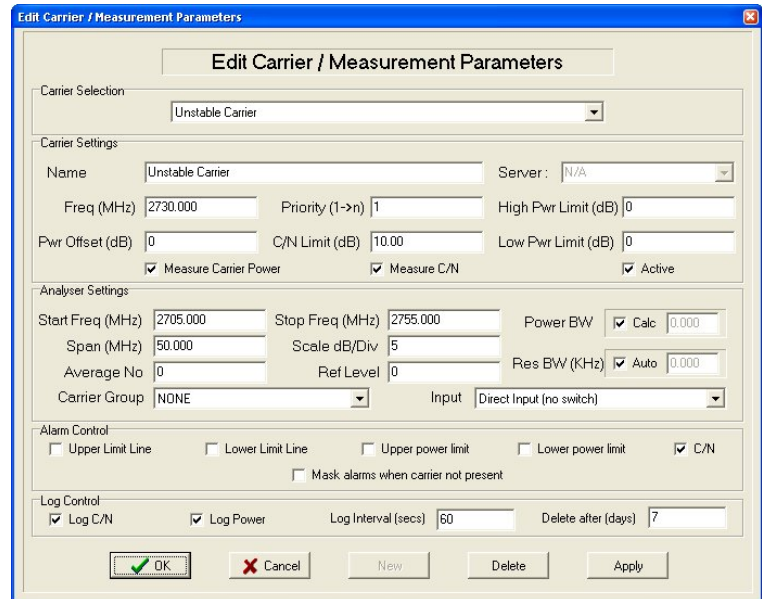 Edit Carrier / Measurement Parameters
Edit Carrier / Measurement Parameters
Carrier Selection
Unstable Carrier
Carrier Settings
Name Unstable Carrier Server : N/A
Freq (MHz) 2730.000 Priority (1->n) 1 High Pwr Limit (dB) 0
Pwr Offset (dB) 0 C/N Limit (dB) 10.00 Low Pwr Limit (dB) 0
Measure Carrier Power Measure C/N Active
Analyser Settings
Start Freq (MHz) 2705.000 Stop Freq (MHz) 2755.000 Power BW Calc 0.000
Span (MHz) 50.000 Scale dB/Div 5
Average No 0 Ref Level 0 Res BW (KHz) Auto 0.000
Carrier Group NONE Input Direct Input (no switch)
Alarm Control
Upper Limit Line Lower Limit Line Upper power limit Lower power limit C/N
Mask alarms when carrier not present
Log Control
Log C/N Log Power Log Interval (secs) 60 Delete after (days) 7
OK Cancel New Delete Apply